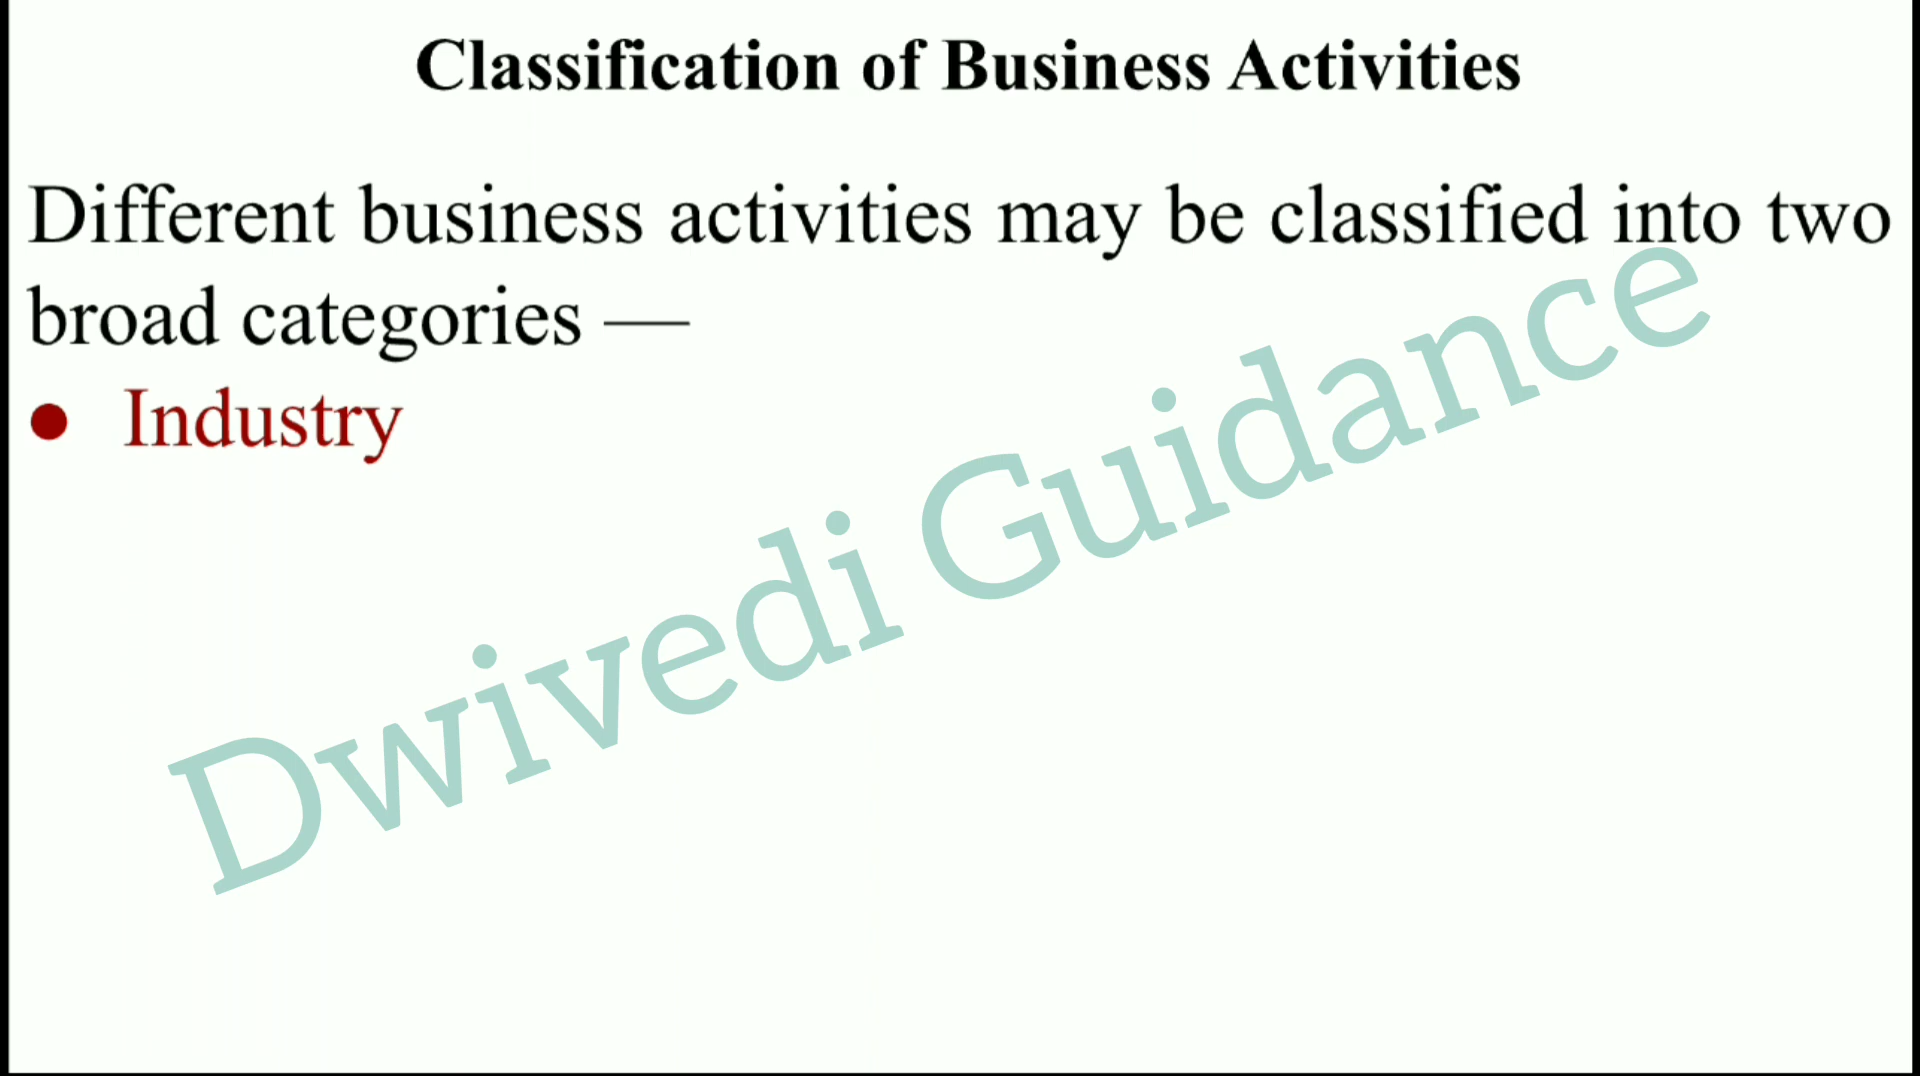 Classification of Business Activities
Different business activities may be classified into two
broad categories —
● Industry
Dwivedi Guidance